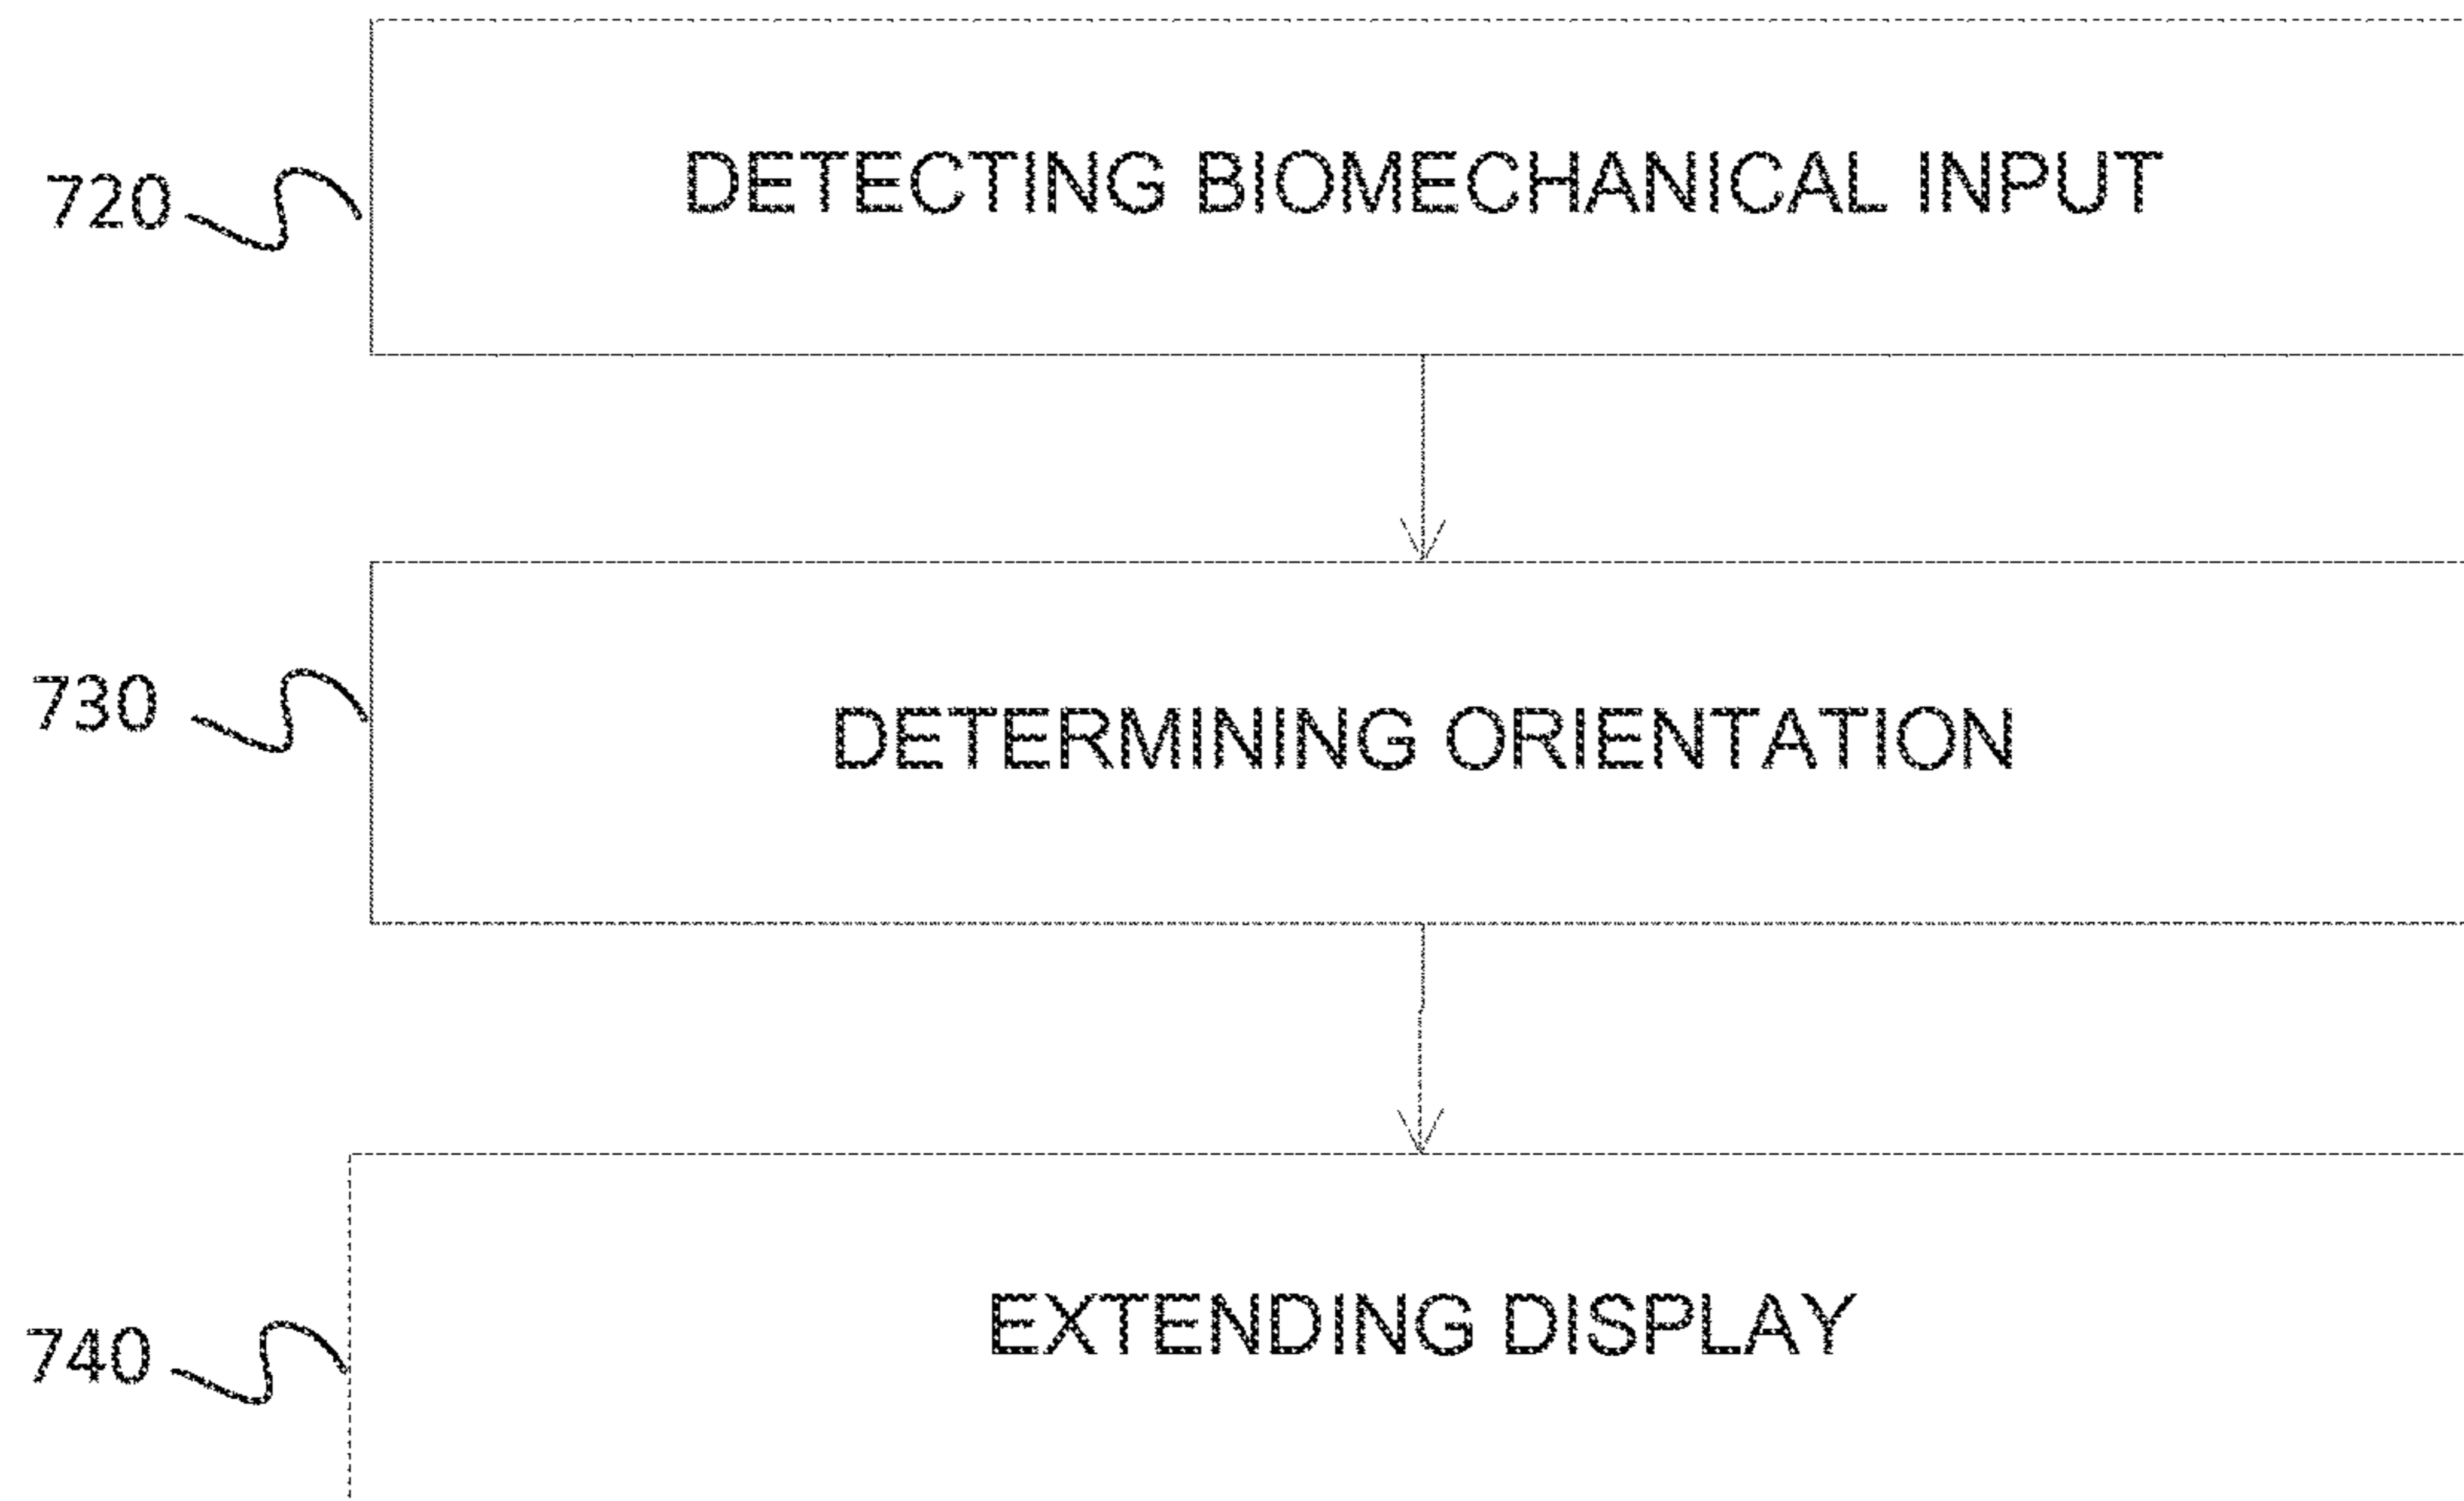 720
DETECTING BIOMECHANICAL INPUT
730
DETERMINING ORIENTATION
740
EXTENDING DISPLAY